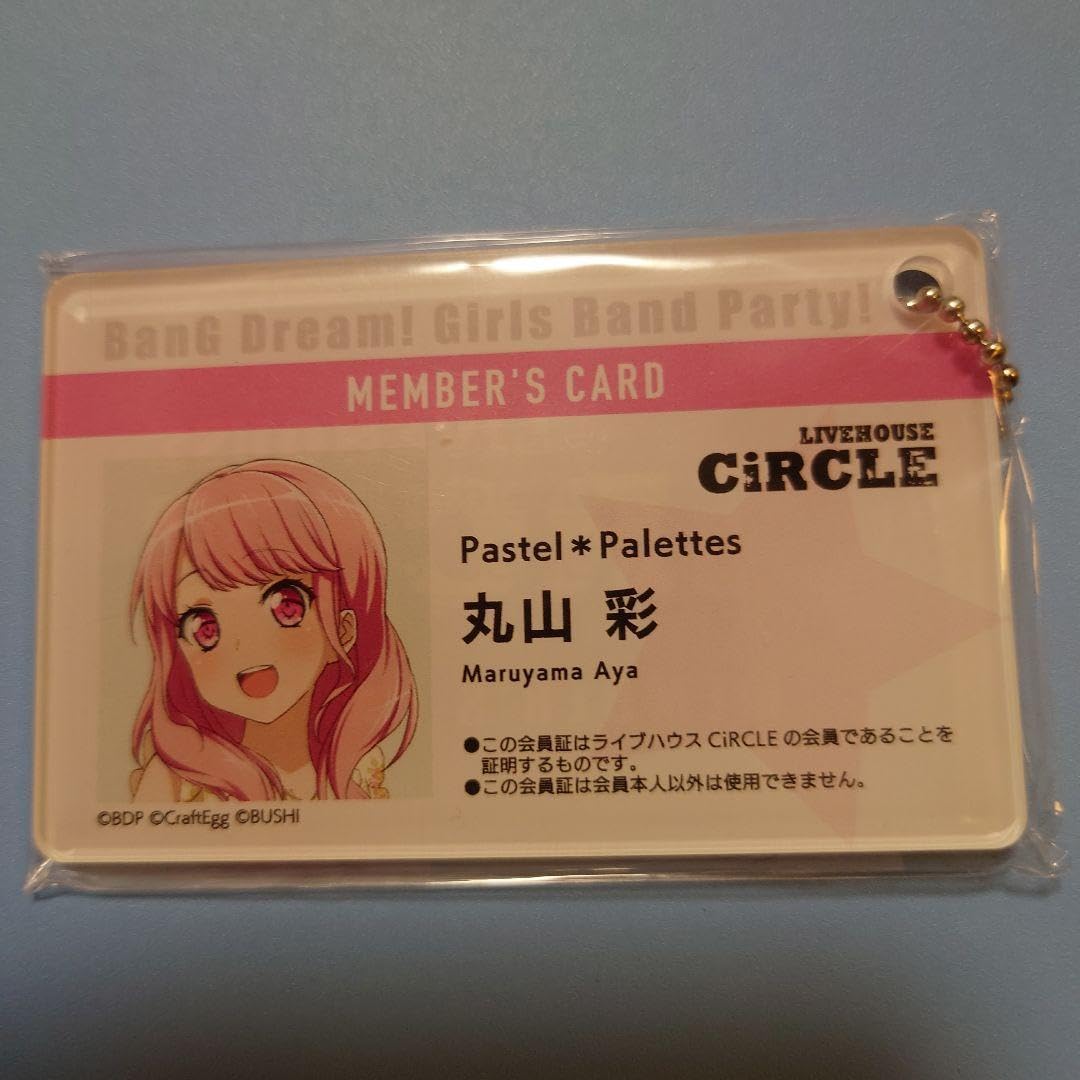 BanG Dream! Girls Band Party!
MEMBER'S CARD
LIVEHOUSE
CiRCLE
Pastel＊Palettes
丸山 彩
Maruyama Aya
●この会員証はライブハウス CiRCLE の会員であることを
証明するものです。
●この会員証は会員本人以外は使用できません。
©BDP ©CraftEgg ©BUSHI